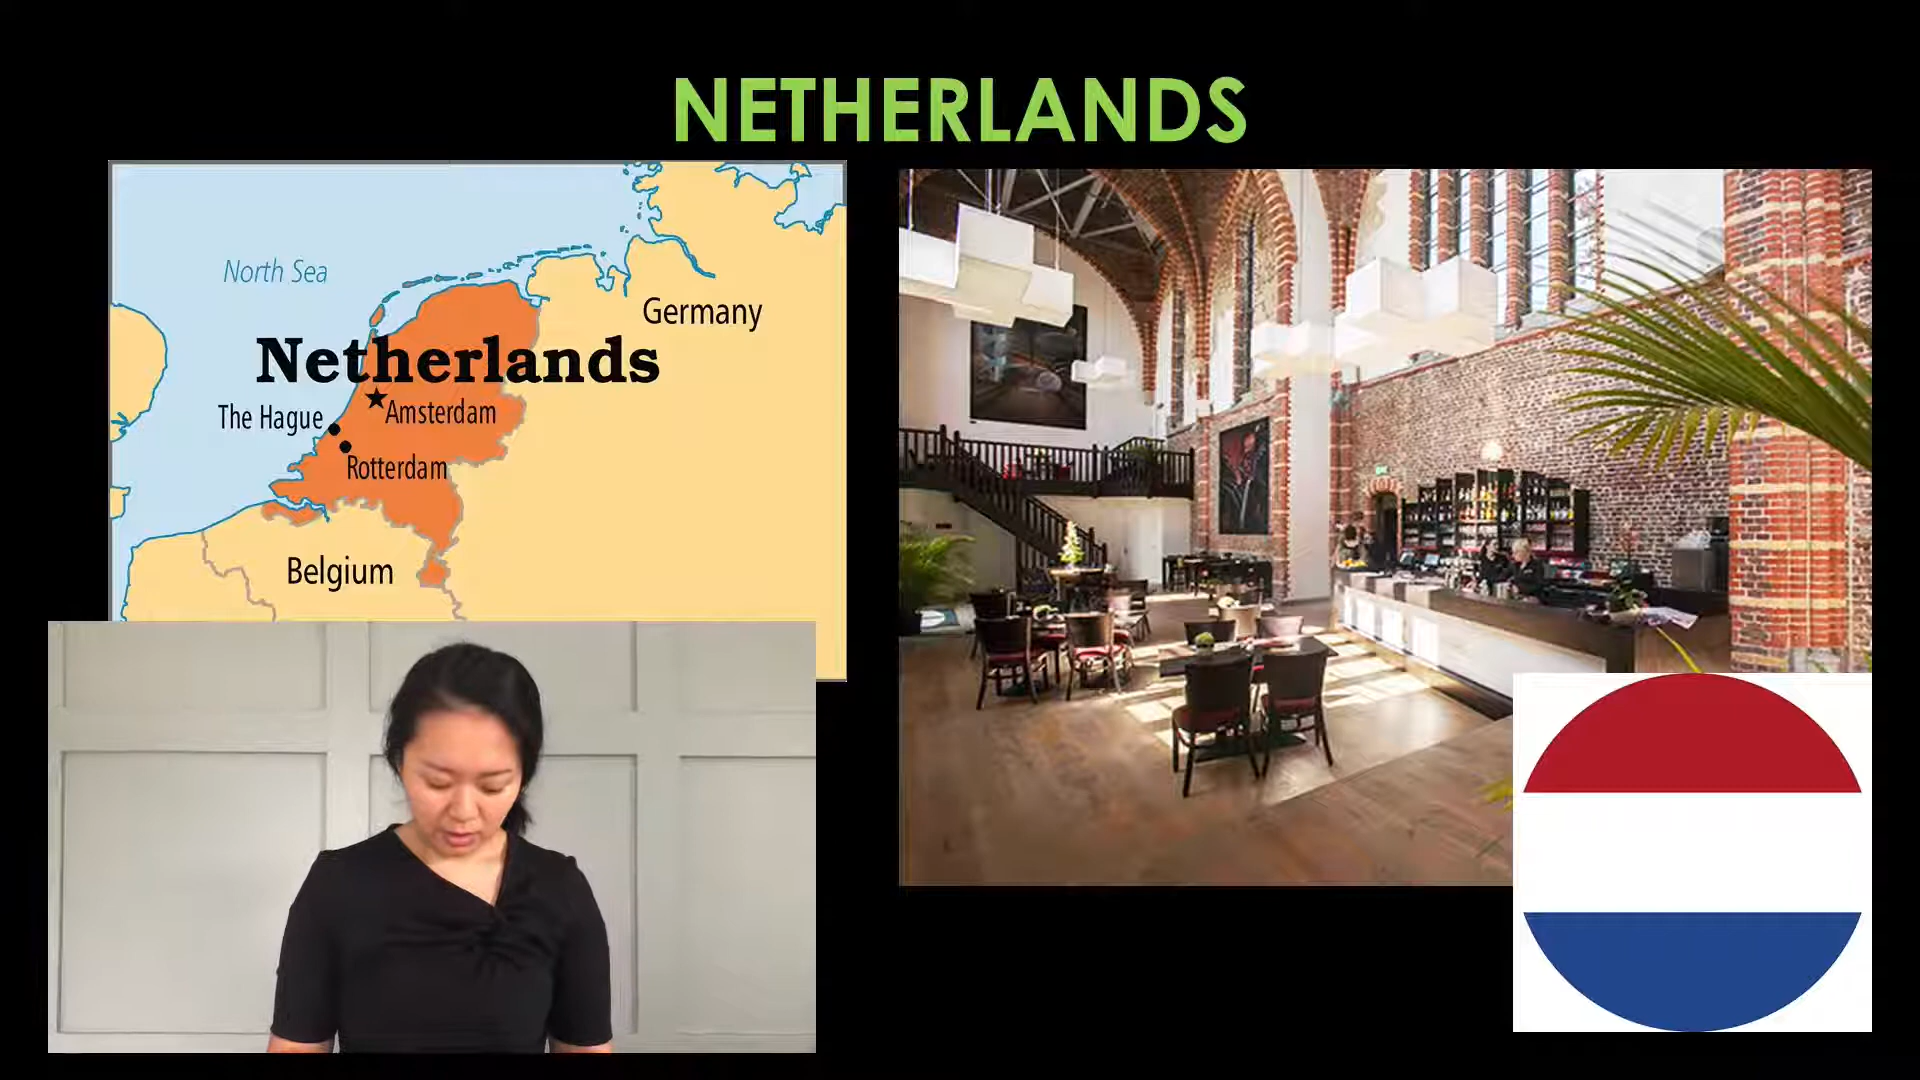 NETHERLANDS
North Sea
Germany
Netherlands
Amsterdam
The Hague
Rotterdam
Belgium